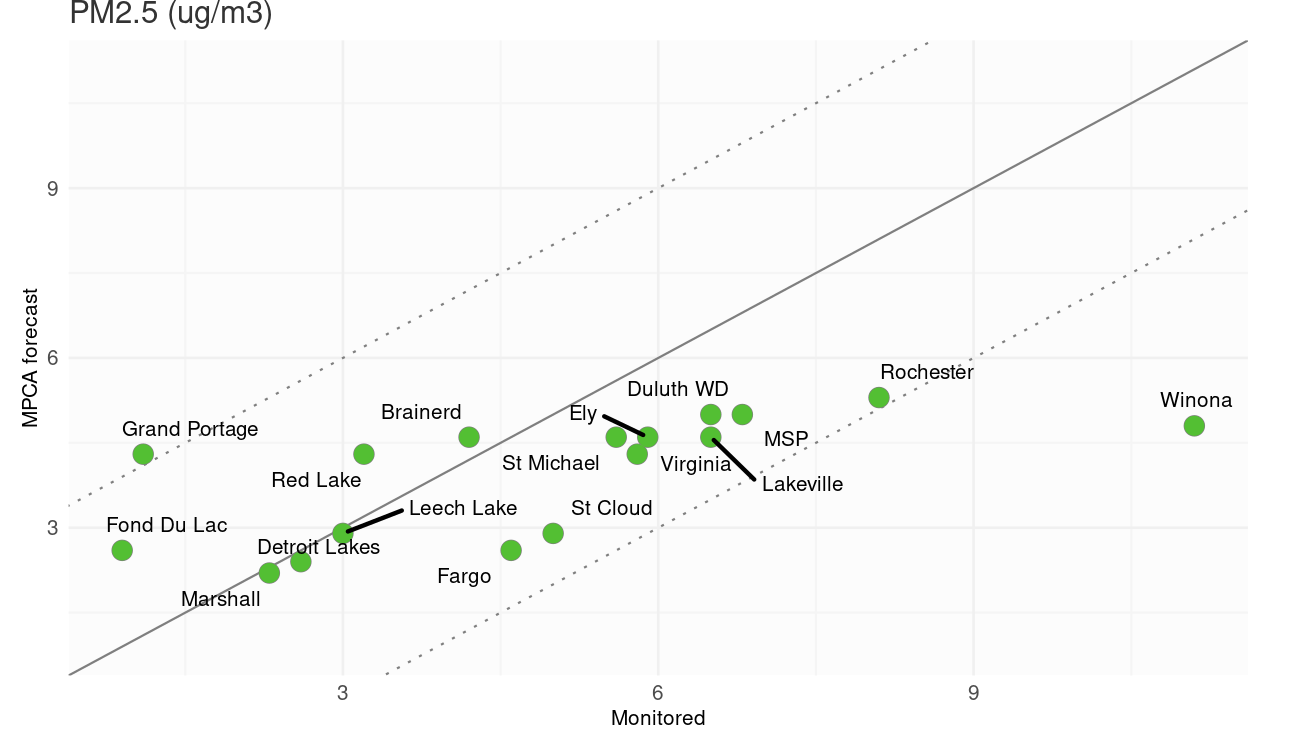 PM2.5 (ug/m3)
MPCA forecast
9
6
3
Rochester
Duluth WD
Winona
Brainerd
Ely
Grand Portage
MSP
St Michael
Virginia
Red Lake
Lakeville
Leech Lake
St Cloud
Fond Du Lac
Detroit Lakes
Fargo
Marshall
3
6
9
Monitored